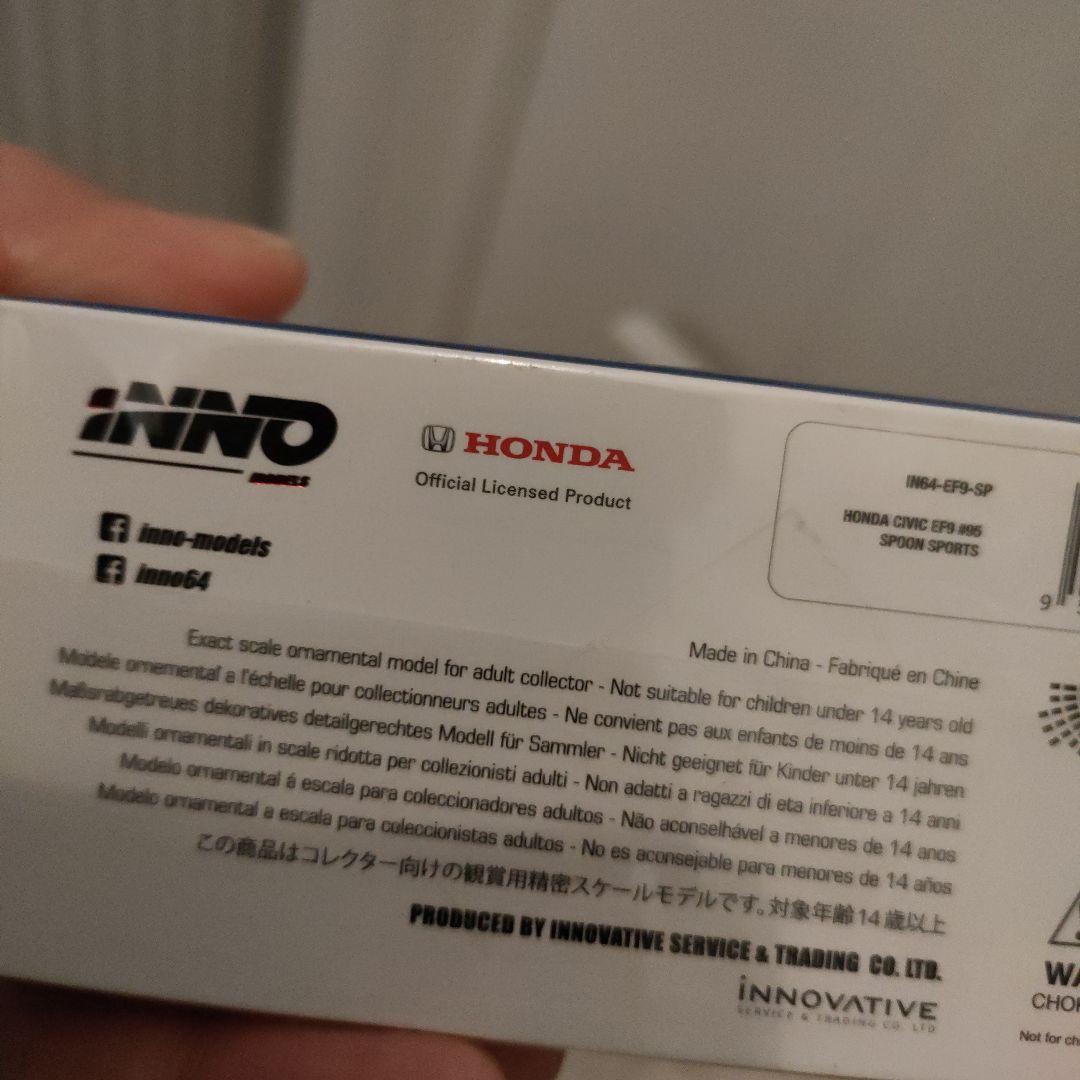 iNNO
MODELS
inno-models
inno64
HONDA
Official Licensed Product
IN64-EF9-SP
HONDA CIVIC EF9 #95
SPOON SPORTS
9
Made in China - Fabriqué en Chine
Exact scale ornamental model for adult collector - Not suitable for children under 14 years old
Modele ornemental a l'échelle pour collectionneurs adultes - Ne convient pas aux enfants de moins de 14 ans
Maßsrabgetreues dekoratives detailgerechtes Modell für Sammler - Nicht geeignet für Kinder unter 14 jahren
Modelli ornamentali in scale ridotta per collezionisti adulti - Non adatti a ragazzi di eta inferiore a 14 anni
Modelo ornamental á escala para coleccionadores adultos - Não aconselhável a menores de 14 anos
Modelo ornamental a escala para coleccionistas adultos - No es aconsejable para menores de 14 años
この商品はコレクター向けの観賞用精密スケールモデルです。対象年齢14歳以上
PRODUCED BY INNOVATIVE SERVICE & TRADING CO. LTD.
iNNOVATIVE
SERVICE & TRADING CO. LTD
WA
CHO
Not for ch